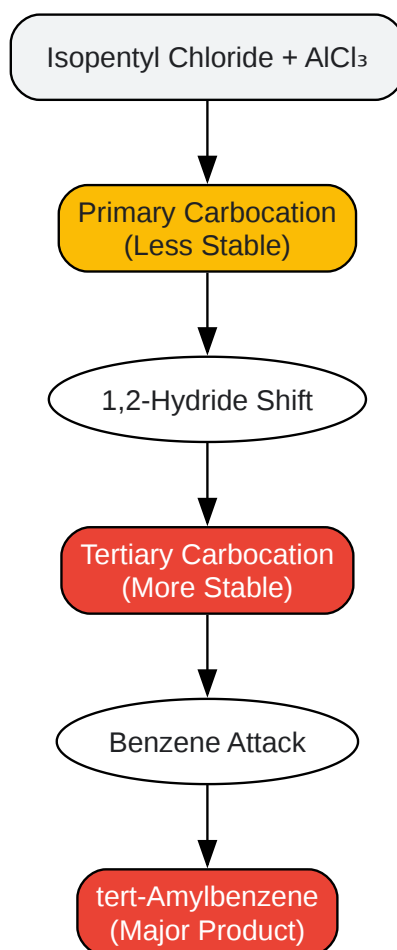 Isopentyl Chloride + AlCl₃
Primary Carbocation
(Less Stable)
1,2-Hydride Shift
Tertiary Carbocation
(More Stable)
Benzene Attack
tert-Amylbenzene
(Major Product)